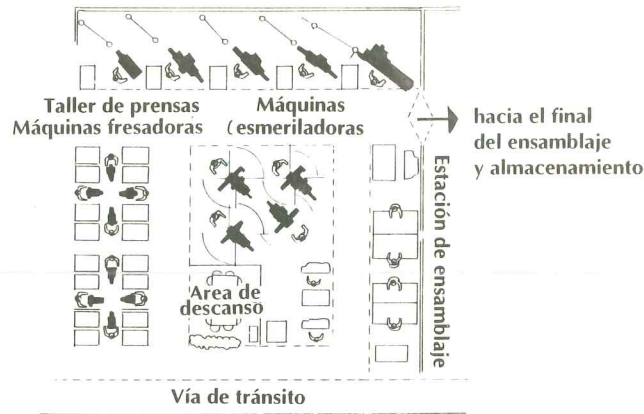 Taller de prensas
Máquinas fresadoras
Máquinas
(esmeriladoras
hacia el final
del ensamblaje
y almacenamiento
Estación de ensamblaje
Area de
descanso
Vía de tránsito